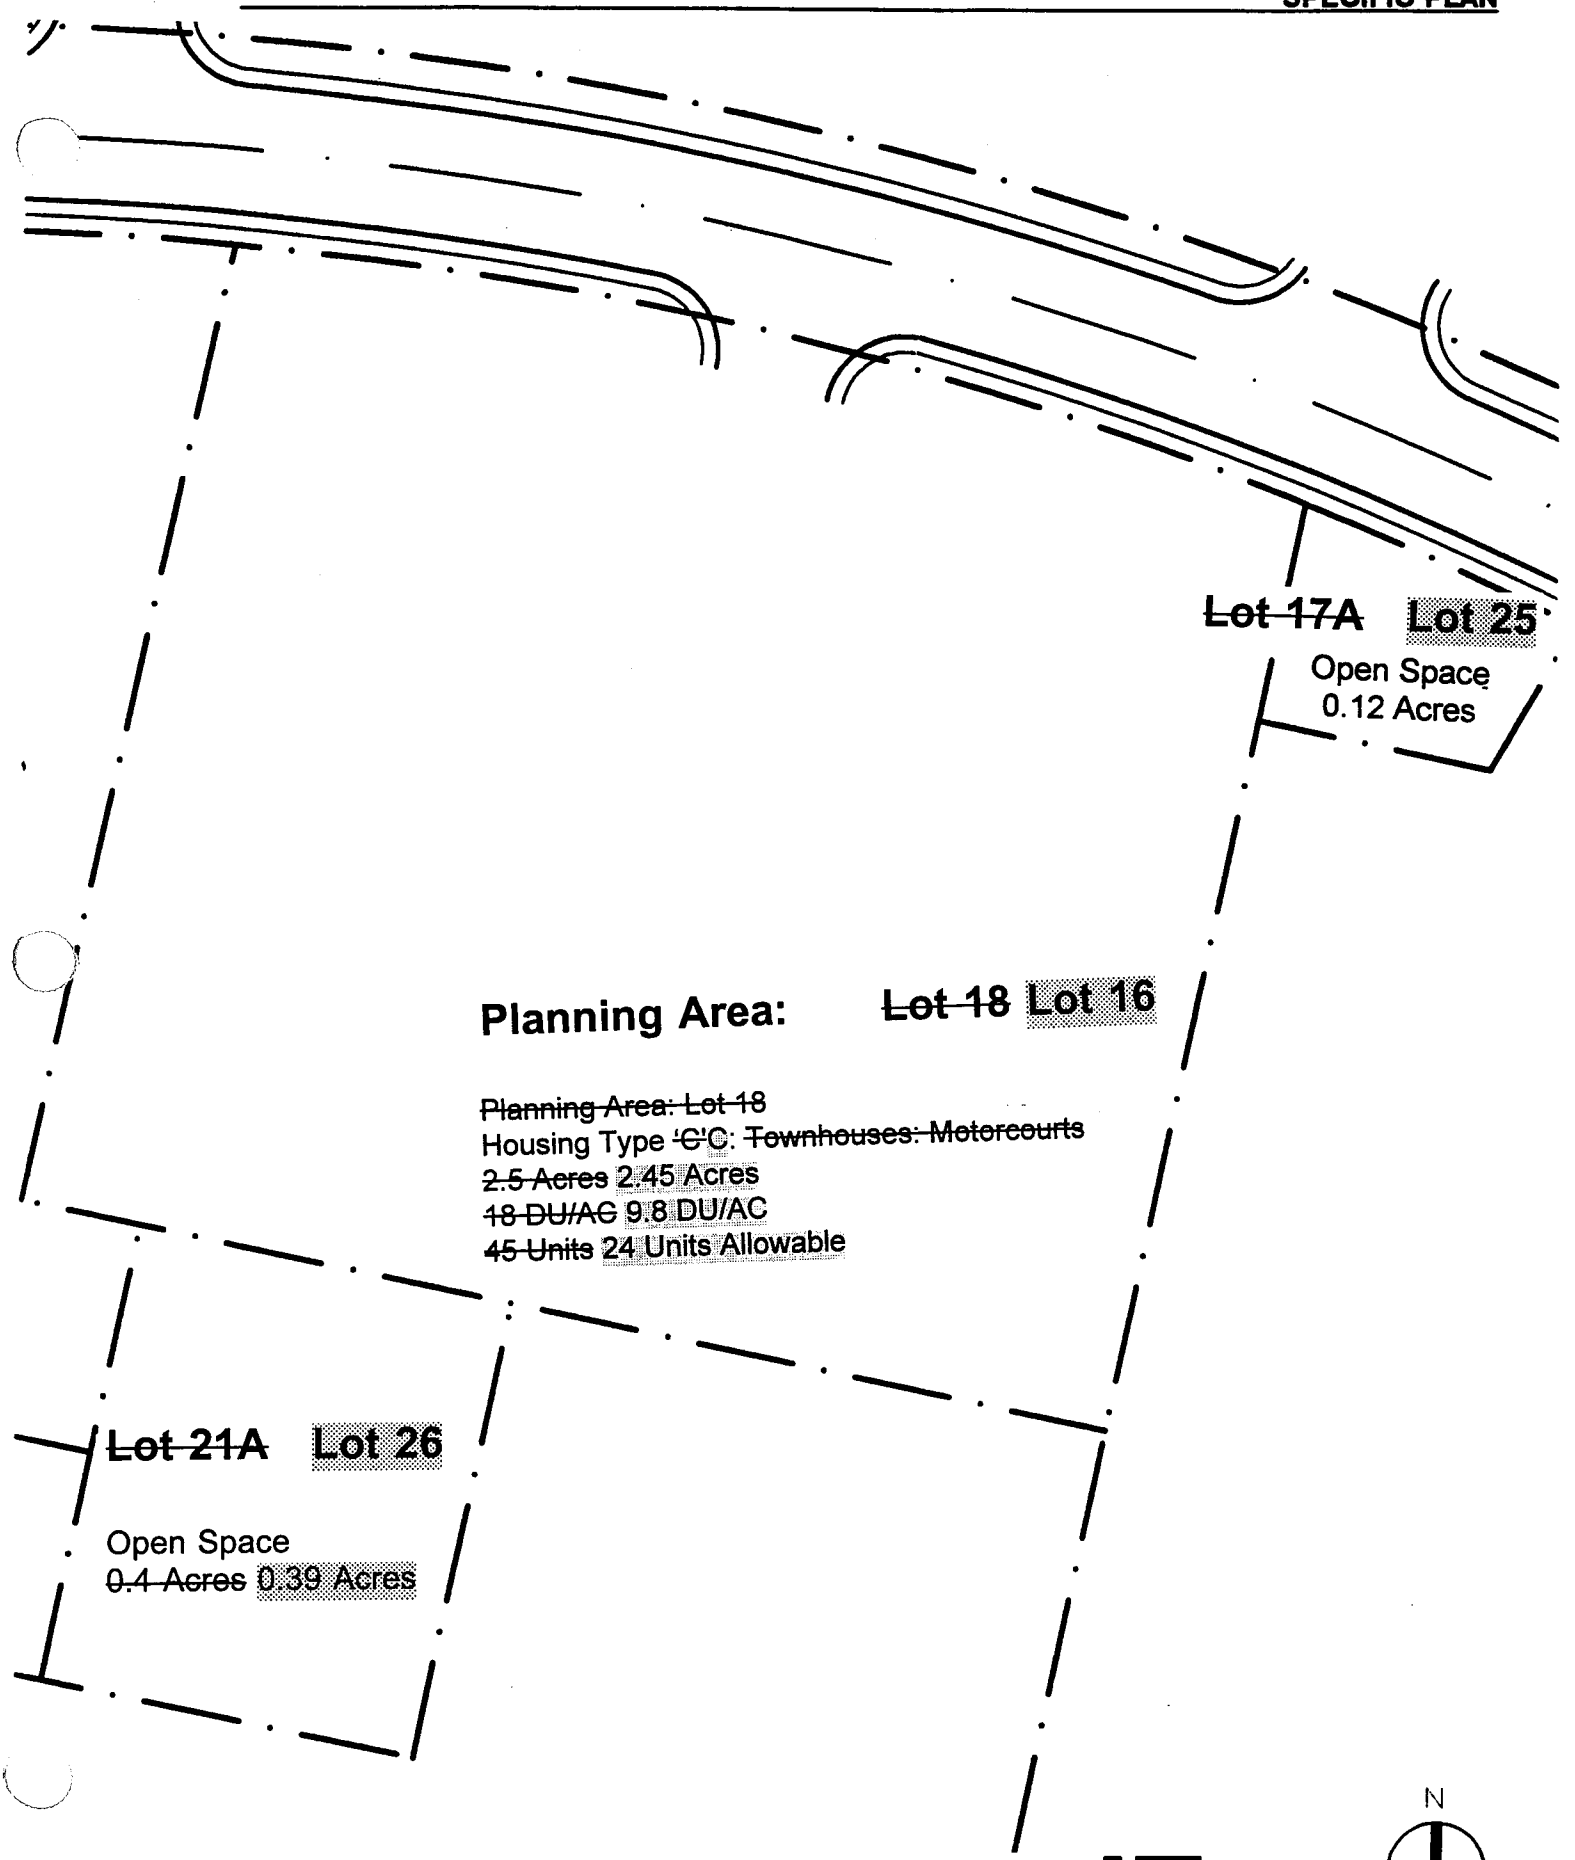 SPECIFIC PLAN
Lot 17A Lot 25
Open Space
0.12 Acres
Planning Area: Lot 18 Lot 16
Planning Area: Lot 18
Housing Type 'C'C: Townhouses: Motorcourts
2.5 Acres 2.45 Acres
18 DU/AC 9.8 DU/AC
45 Units 24 Units Allowable
Lot 21A Lot 26
Open Space
0.4 Acres 0.39 Acres
N